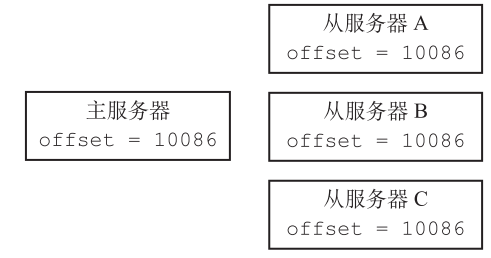 从服务器 A
offset = 10086
主服务器
offset = 10086
从服务器 B
offset = 10086
从服务器 C
offset = 10086